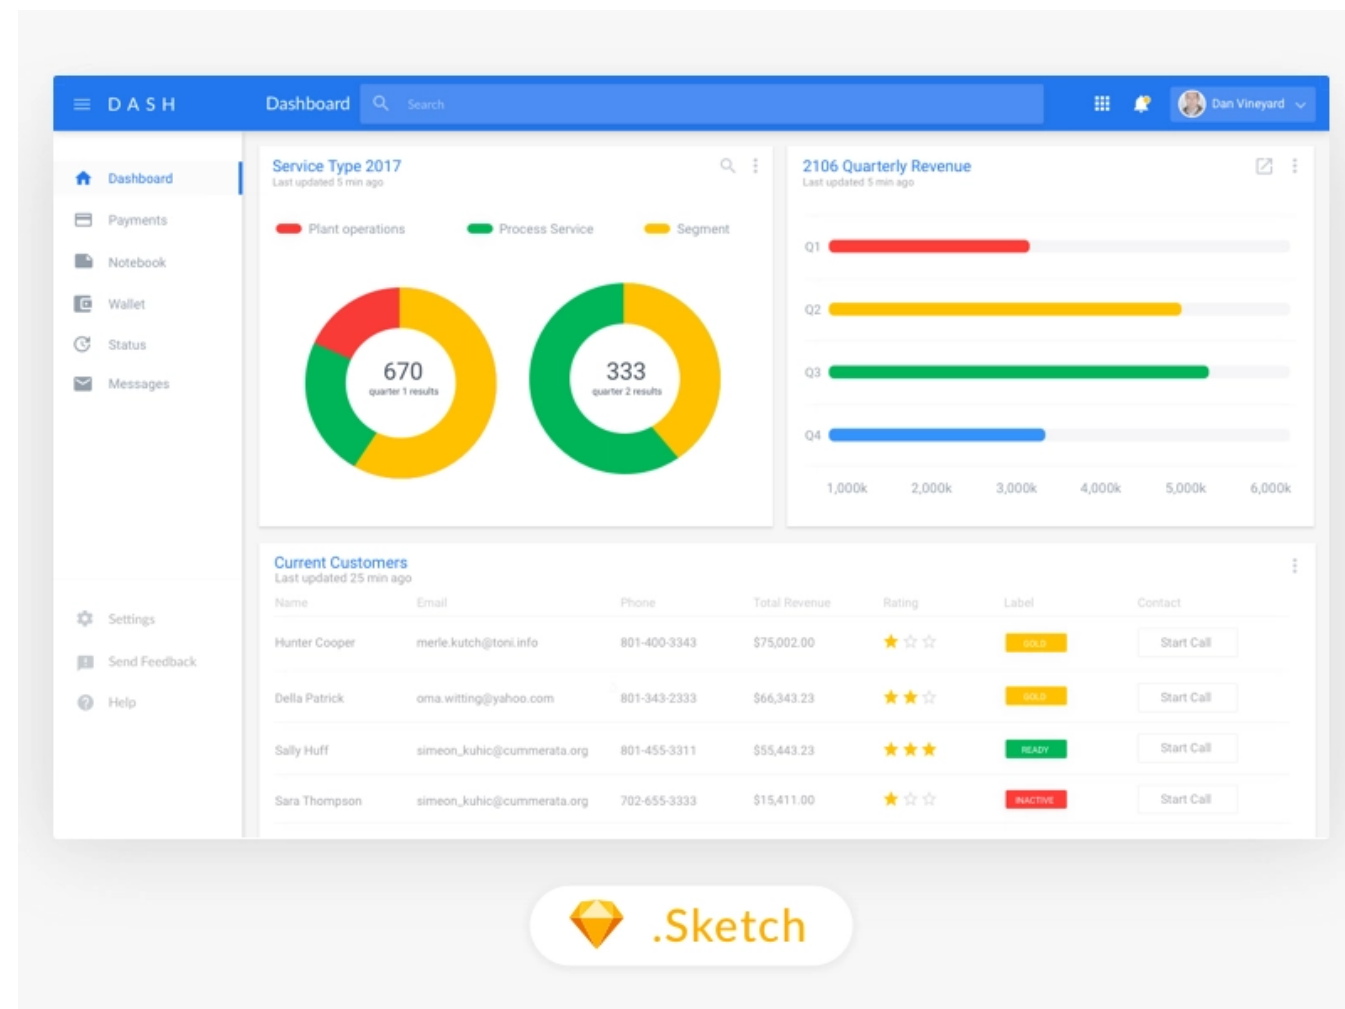 DASH
Dashboard
Search
Dan Vineyard
Dashboard
Payments
Notebook
Wallet
Status
Messages
Settings
Send Feedback
Help
Service Type 2017
Last updated 5 min ago
Plant operations Process Service Segment
670
quarter 1 results
333
quarter 2 results
2106 Quarterly Revenue
Last updated 5 min ago
Q1
Q2
Q3
Q4
1,000k 2,000k 3,000k 4,000k 5,000k 6,000k
Current Customers
Last updated 25 min ago
Name Email Phone Total Revenue Rating Label Contact
Hunter Cooper merle.kutch@toni.info 801-400-3343 $75,002.00 GOLD Start Call
Della Patrick oma.witting@yahoo.com 801-343-2333 $66,343.23 GOLD Start Call
Sally Huff simeon_kuhic@cummerata.org 801-455-3311 $55,443.23 READY Start Call
Sara Thompson simeon_kuhic@cummerata.org 702-655-3333 $15,411.00 INACTIVE Start Call
.Sketch